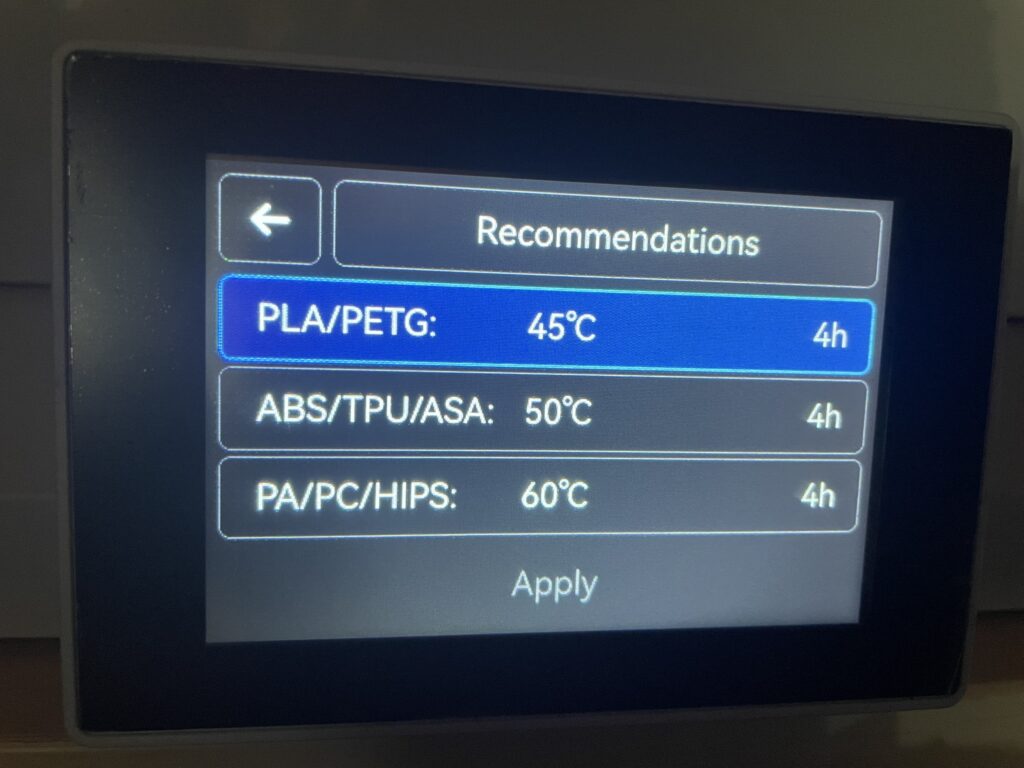 ← Recommendations
PLA/PETG: 45℃ 4h
ABS/TPU/ASA: 50℃ 4h
PA/PC/HIPS: 60℃ 4h
Apply